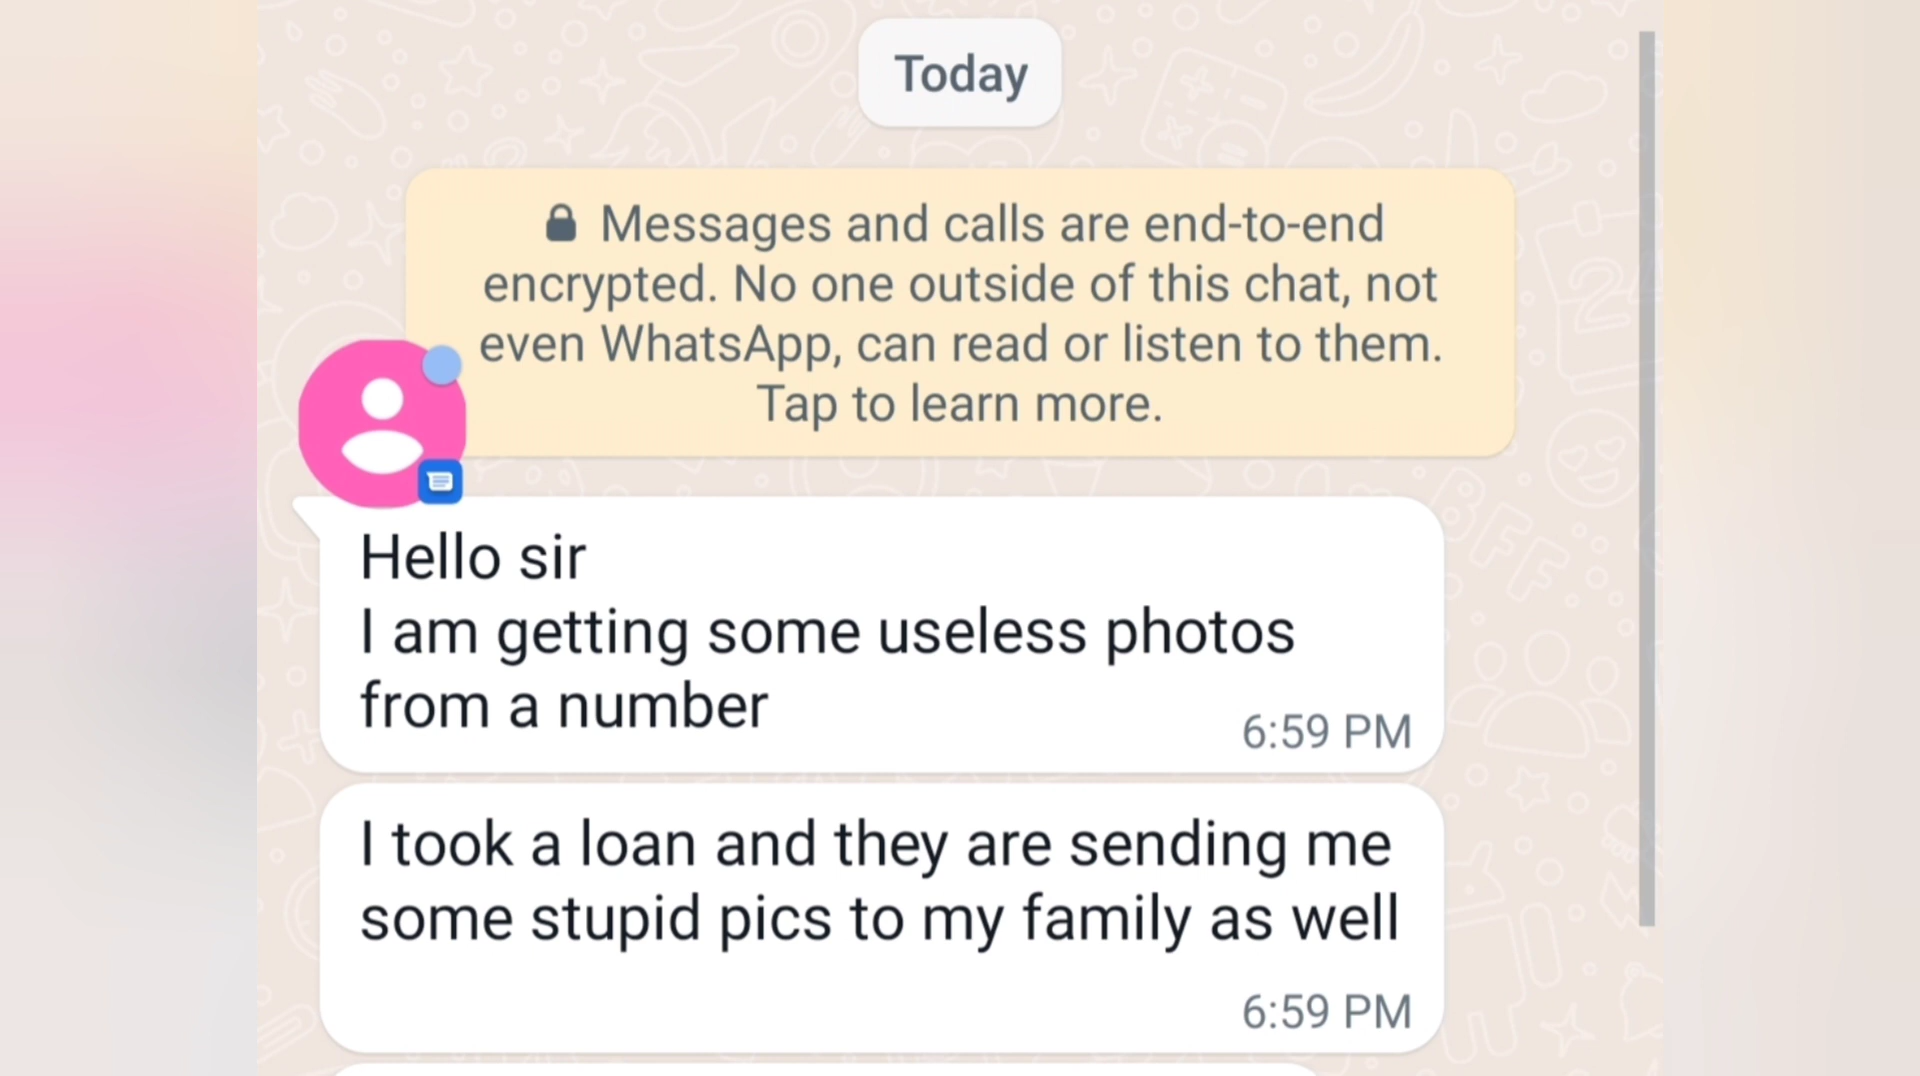 Today
Messages and calls are end-to-end
encrypted. No one outside of this chat, not
even WhatsApp, can read or listen to them.
Tap to learn more.
Hello sir
I am getting some useless photos
from a number
6:59 PM
I took a loan and they are sending me
some stupid pics to my family as well
6:59 PM